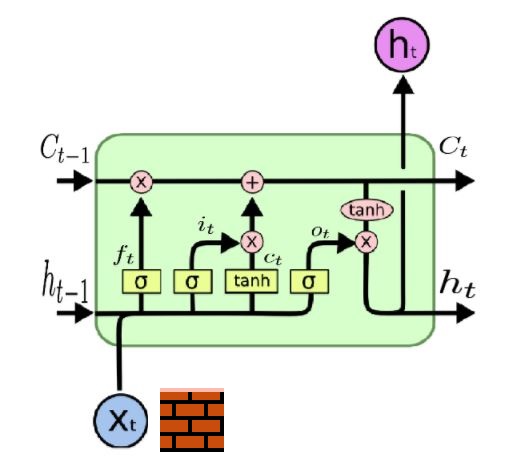 h_t
C_{t-1}
C_t
x + tanh
i_t x o_t x
f_t c_t
h_{t-1} σ σ tanh σ h_t
X_t